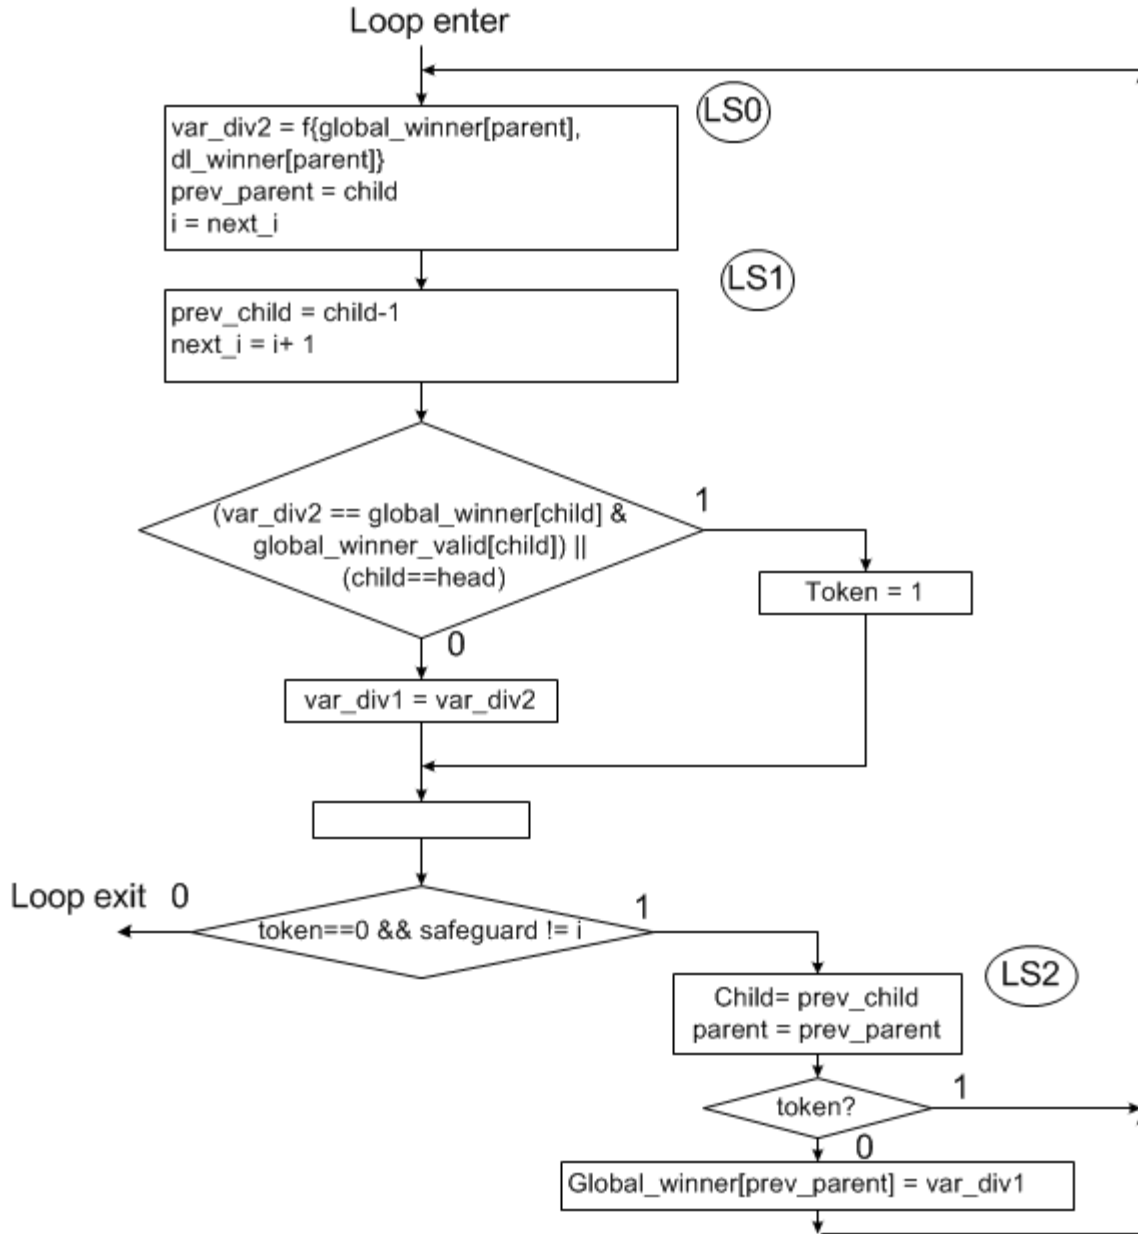 Loop enter
LS0
var_div2 = f{global_winner[parent],
dl_winner[parent]}
prev_parent = child
i = next_i
LS1
prev_child = child-1
next_i = i+ 1
1
(var_div2 == global_winner[child] &
global_winner_valid[child]) ||
(child==head)
Token = 1
0
var_div1 = var_div2
Loop exit 0
1
token==0 && safeguard != i
LS2
Child= prev_child
parent = prev_parent
1
token?
0
Global_winner[prev_parent] = var_div1